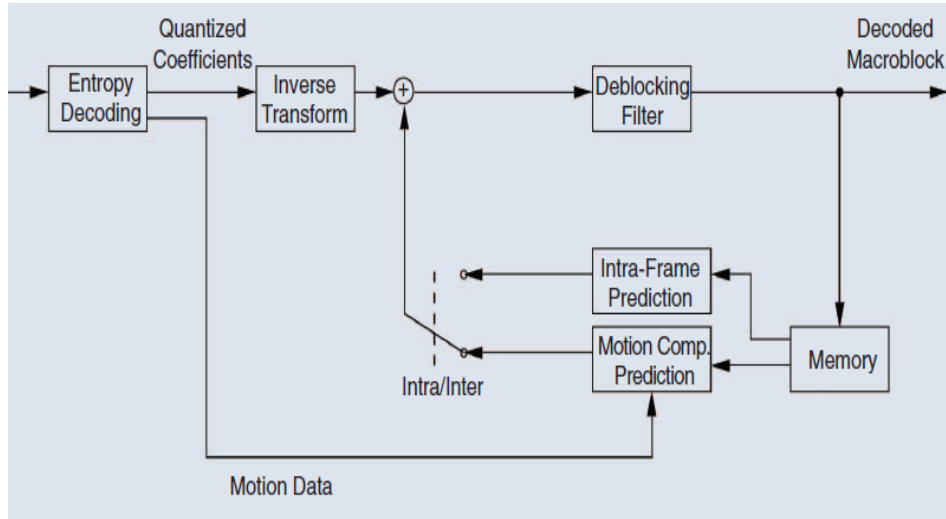 Quantized
Coefficients
Decoded
Macroblock
Entropy
Decoding
Inverse
Transform
+
Deblocking
Filter
Intra-Frame
Prediction
Motion Comp.
Prediction
Memory
Intra/Inter
Motion Data